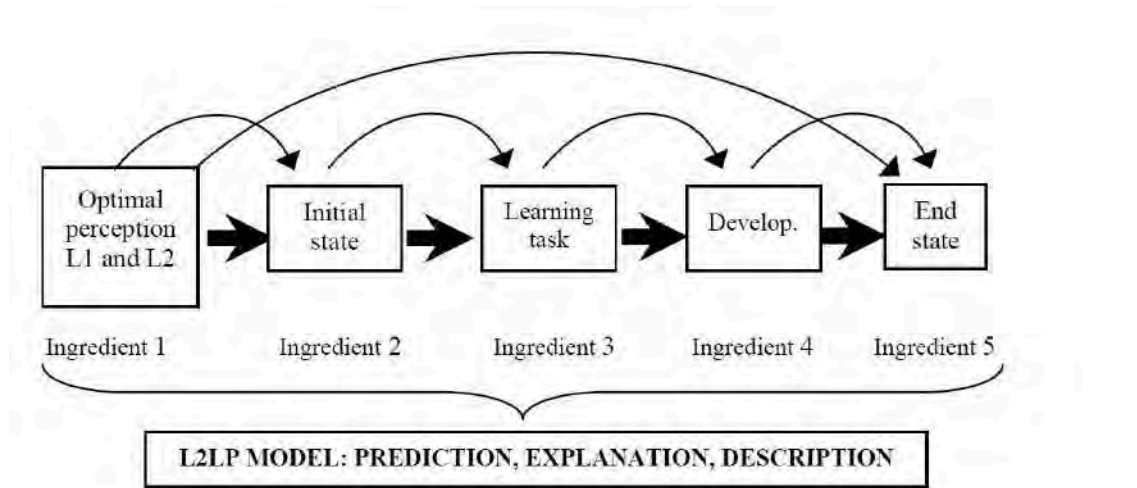 Optimal
perception
L1 and L2
Initial
state
Learning
task
Develop.
End
state
Ingredient 1
Ingredient 2
Ingredient 3
Ingredient 4
Ingredient 5
L2LP MODEL: PREDICTION, EXPLANATION, DESCRIPTION